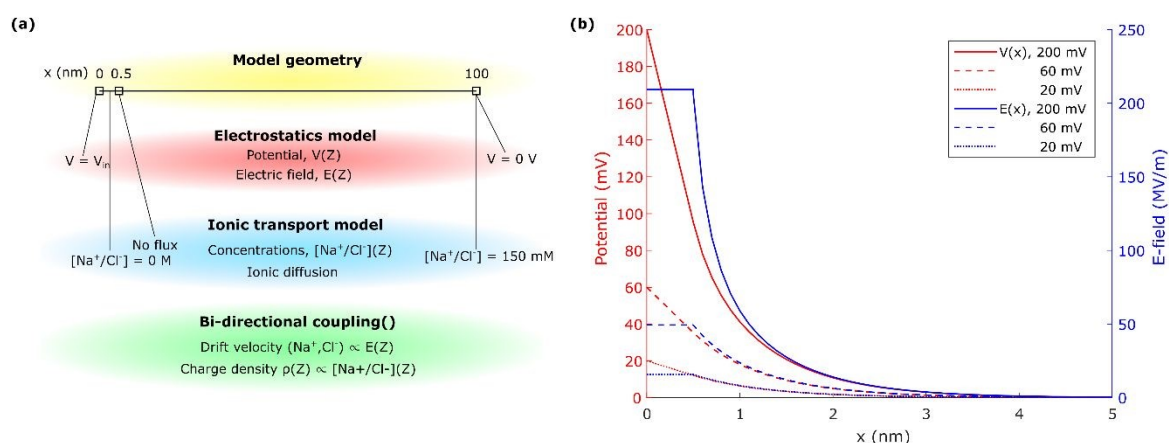 (a)
Model geometry
x (nm) 0 0.5 100
Electrostatics model
Potential, V(Z)
Electric field, E(Z)
V = Vin
V = 0 V
Ionic transport model
No flux
Concentrations, [Na⁺/Cl⁻](Z)
[Na⁺/Cl⁻] = 0 M
[Na⁺/Cl⁻] = 150 mM
Ionic diffusion
Bi-directional coupling()
Drift velocity (Na⁺,Cl⁻) ∝ E(Z)
Charge density ρ(Z) ∝ [Na+/Cl-](Z)
(b)
200
180
160
140
120
100
80
60
40
20
0
Potential (mV)
250
200
150
100
50
0
E-field (MV/m)
V(x), 200 mV
60 mV
20 mV
E(x), 200 mV
60 mV
20 mV
0 1 2 3 4 5
x (nm)